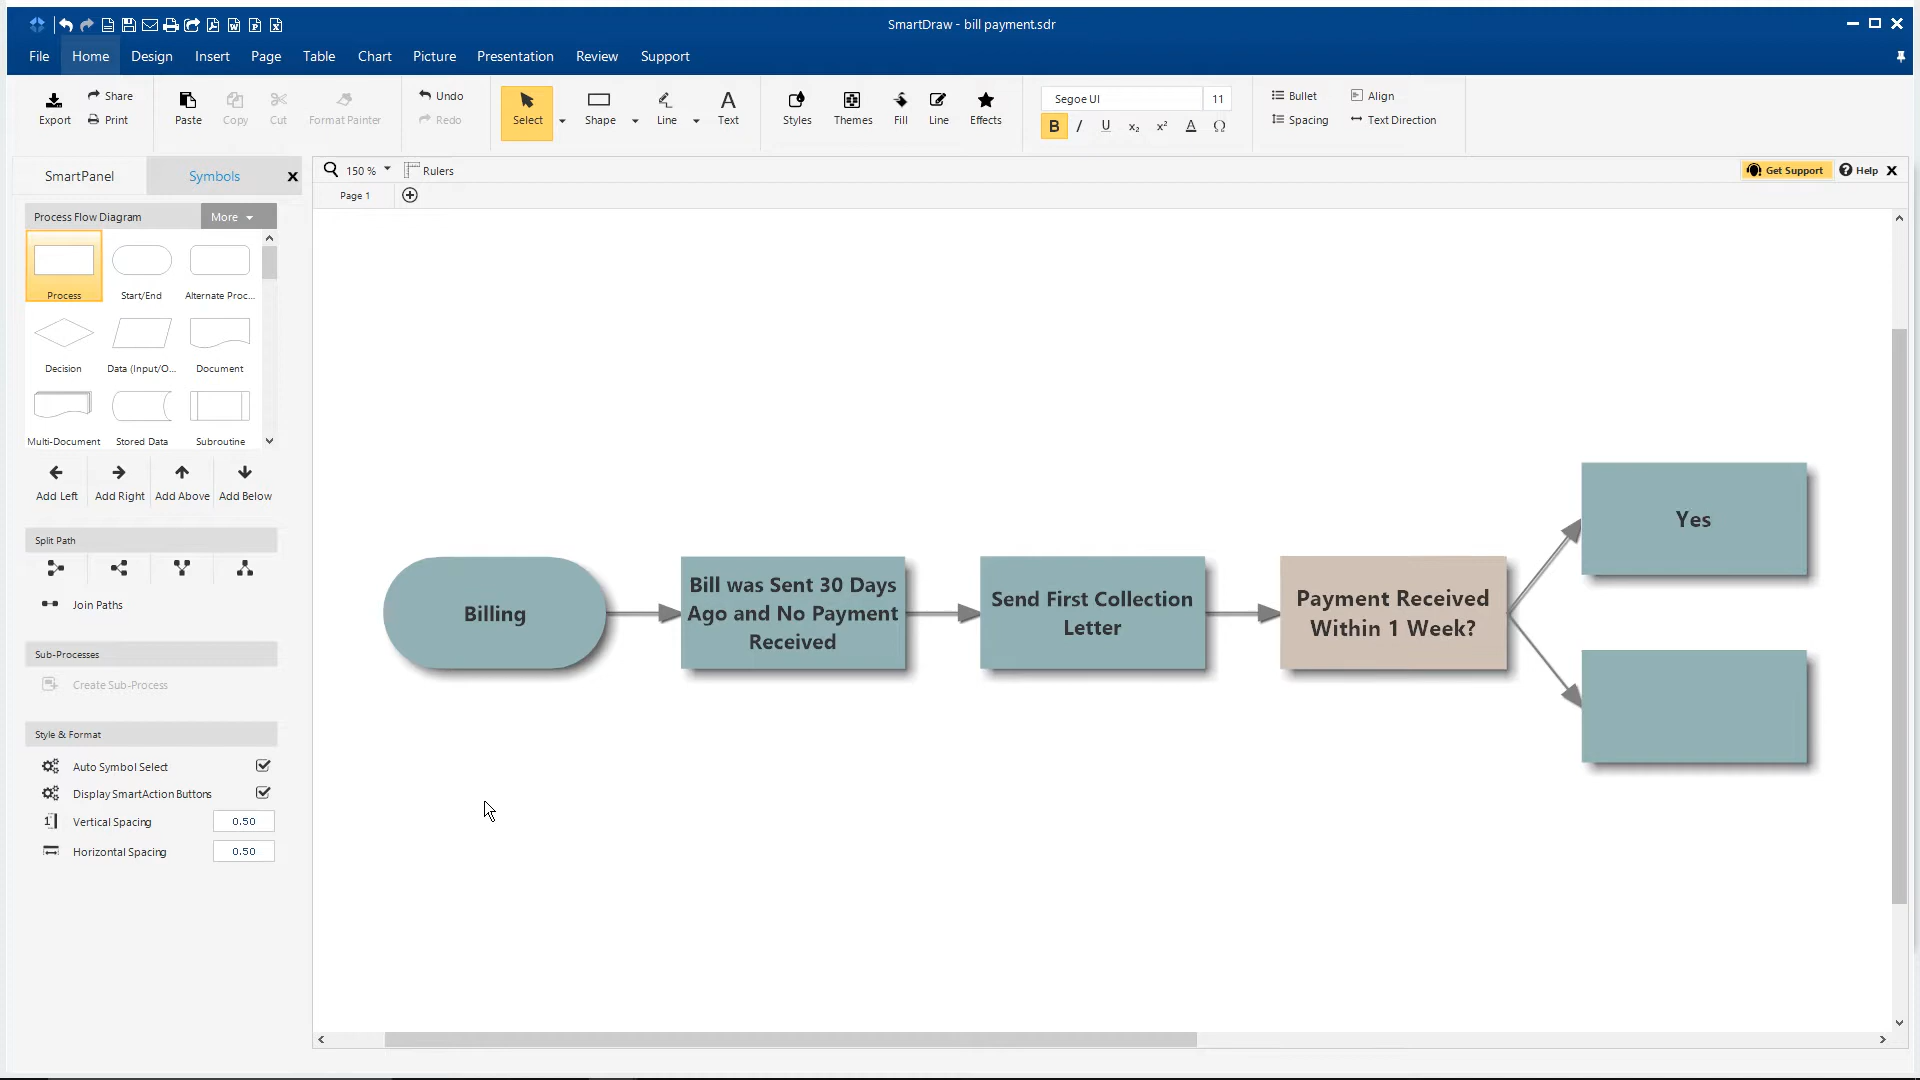 SmartDraw - bill payment.sdr
File Home Design Insert Page Table Chart Picture Presentation Review Support
Export
Share
Print
Paste Copy Cut Format Painter
Undo
Redo
Select Shape Line Text
Styles Themes Fill Line Effects
Segoe UI 11
B I U x₂ x² A Ω
Bullet Align
Spacing Text Direction
SmartPanel Symbols
150 % Rulers
Get Support Help
Page 1
Process Flow Diagram More
Process Start/End Alternate Proc...
Decision Data (Input/O... Document
Multi-Document Stored Data Subroutine
Add Left Add Right Add Above Add Below
Split Path
Join Paths
Sub-Processes
Create Sub-Process
Style & Format
Auto Symbol Select
Display SmartAction Buttons
Vertical Spacing 0.50
Horizontal Spacing 0.50
Billing
Bill was Sent 30 Days
Ago and No Payment
Received
Send First Collection
Letter
Payment Received
Within 1 Week?
Yes